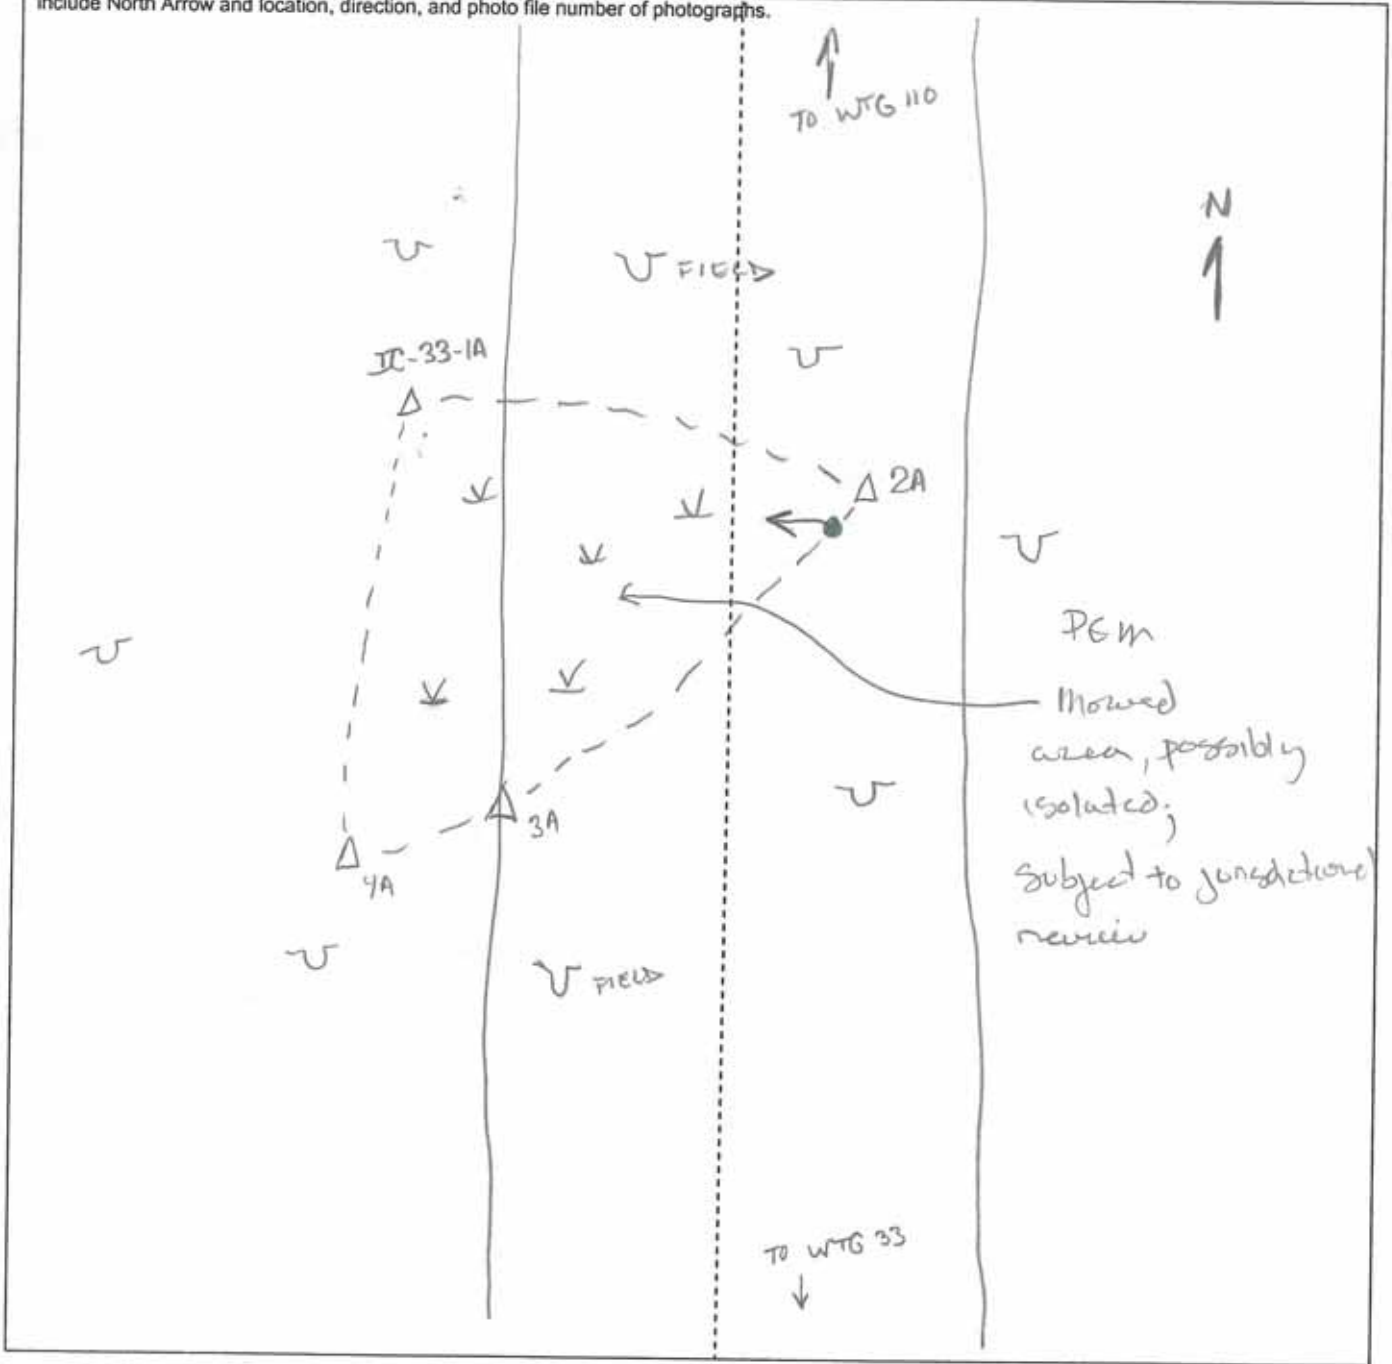 Include North Arrow and location, direction, and photo file number of photographs.
TO WTG 110
N
U FIELD
IC-33-1A
2A
PEM
Mowed
area, possibly
isolated;
Subject to jurisdictional
review
3A
4A
U FIELD
TO WTG 33